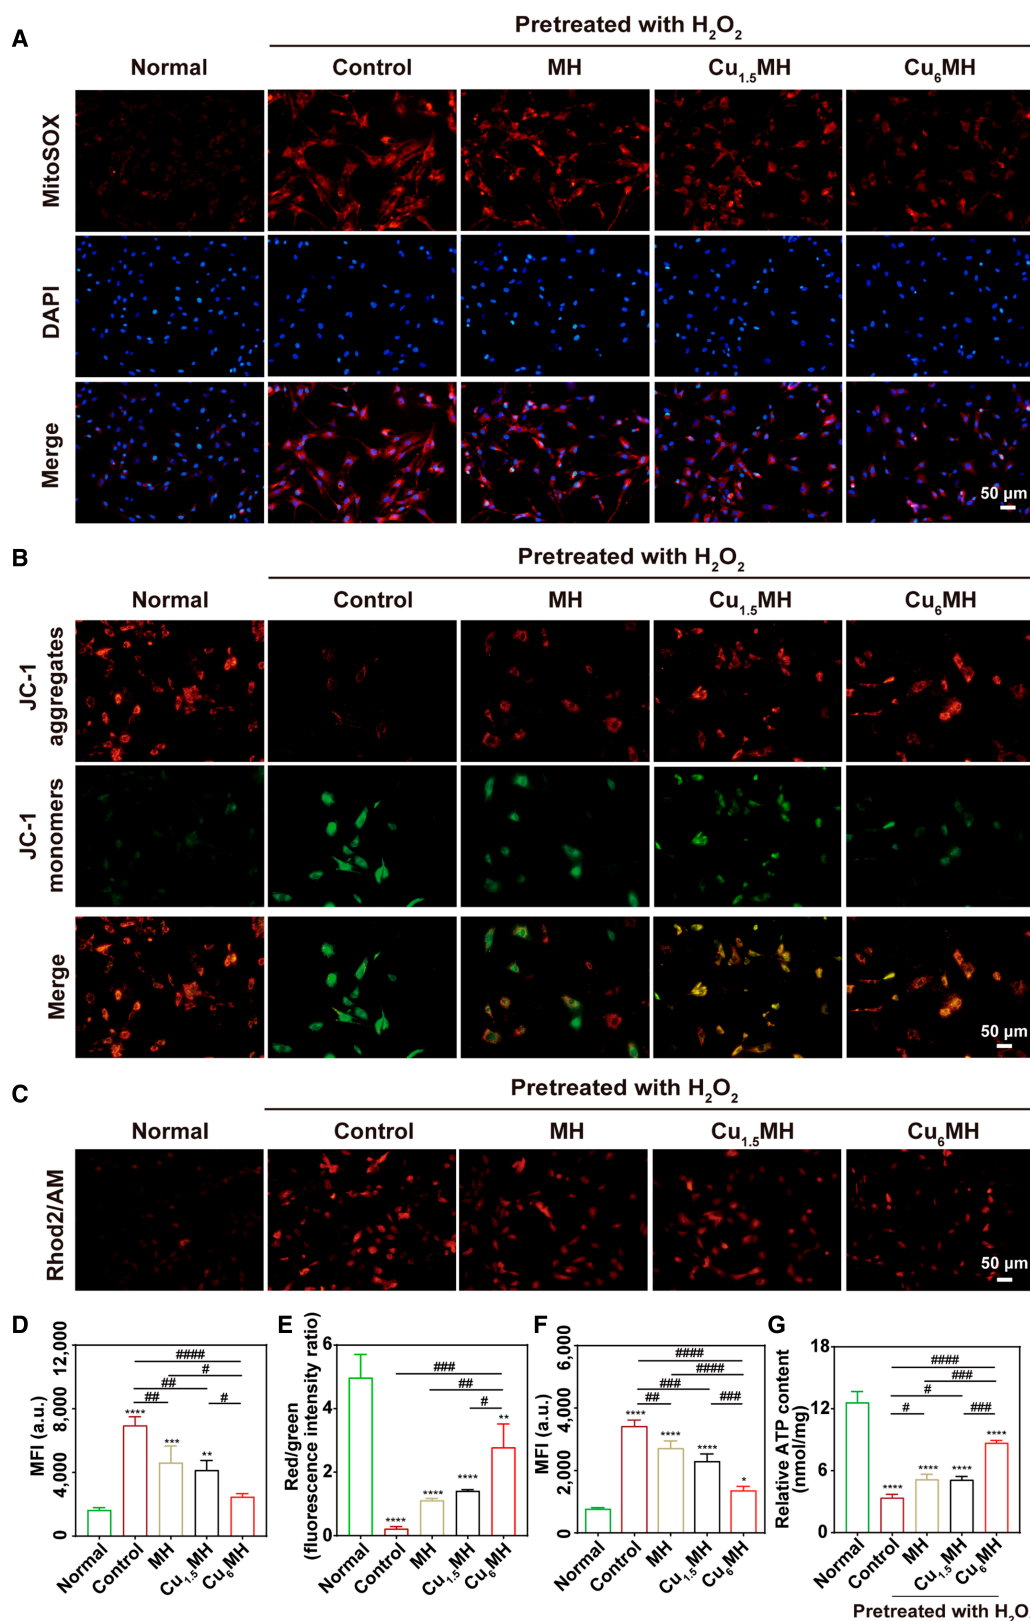 A
Pretreated with H2O2
Normal Control MH Cu1.5MH Cu6MH
MitoSOX
DAPI
Merge
50 μm
B
Pretreated with H2O2
Normal Control MH Cu1.5MH Cu6MH
JC-1
aggregates
JC-1
monomers
Merge
50 μm
C
Pretreated with H2O2
Normal Control MH Cu1.5MH Cu6MH
Rhod2/AM
50 μm
D
MFI (a.u.)
12,000
8,000
4,000
0
####
#
##
## #
**** *** **
Normal Control MH Cu1.5MH Cu6MH
E
Red/green
(fluorescence intensity ratio)
6
4
2
0
###
##
#
**** **** **** **
Normal Control MH Cu1.5MH Cu6MH
F
MFI (a.u.)
6,000
4,000
2,000
0
####
####
###
## ###
**** **** **** *
Normal Control MH Cu1.5MH Cu6MH
G
Relative ATP content
(nmol/mg)
18
12
6
0
####
###
#
# ###
**** **** **** ****
Normal Control MH Cu1.5MH Cu6MH
Pretreated with H2O